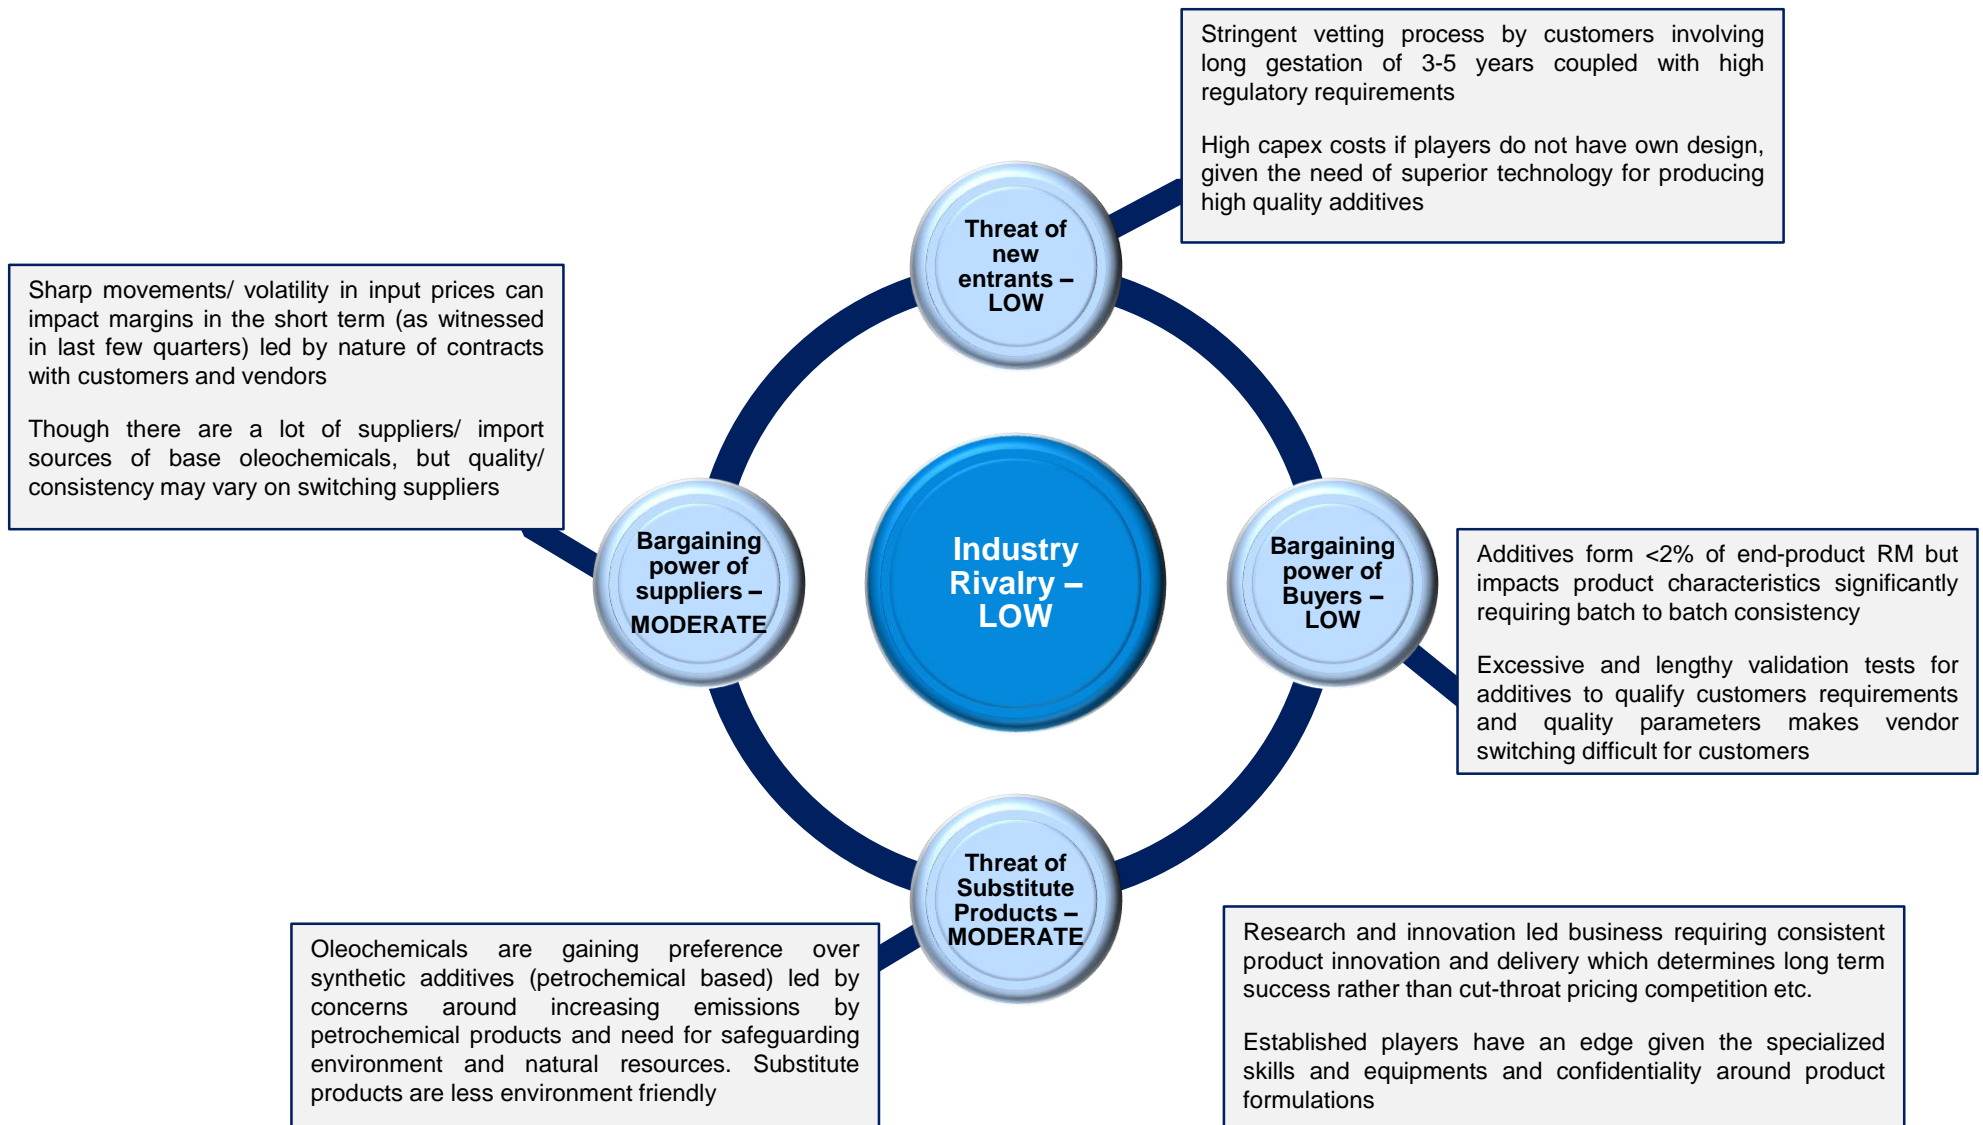 Stringent vetting process by customers involving
long gestation of 3-5 years coupled with high
regulatory requirements
High capex costs if players do not have own design,
given the need of superior technology for producing
high quality additives
Threat of
new
entrants –
LOW
Sharp movements/ volatility in input prices can
impact margins in the short term (as witnessed
in last few quarters) led by nature of contracts
with customers and vendors
Though there are a lot of suppliers/ import
sources of base oleochemicals, but quality/
consistency may vary on switching suppliers
Bargaining
power of
suppliers –
MODERATE
Industry
Rivalry –
LOW
Bargaining
power of
Buyers –
LOW
Additives form <2% of end-product RM but
impacts product characteristics significantly
requiring batch to batch consistency
Excessive and lengthy validation tests for
additives to qualify customers requirements
and quality parameters makes vendor
switching difficult for customers
Threat of
Substitute
Products –
MODERATE
Oleochemicals are gaining preference over
synthetic additives (petrochemical based) led by
concerns around increasing emissions by
petrochemical products and need for safeguarding
environment and natural resources. Substitute
products are less environment friendly
Research and innovation led business requiring consistent
product innovation and delivery which determines long term
success rather than cut-throat pricing competition etc.
Established players have an edge given the specialized
skills and equipments and confidentiality around product
formulations